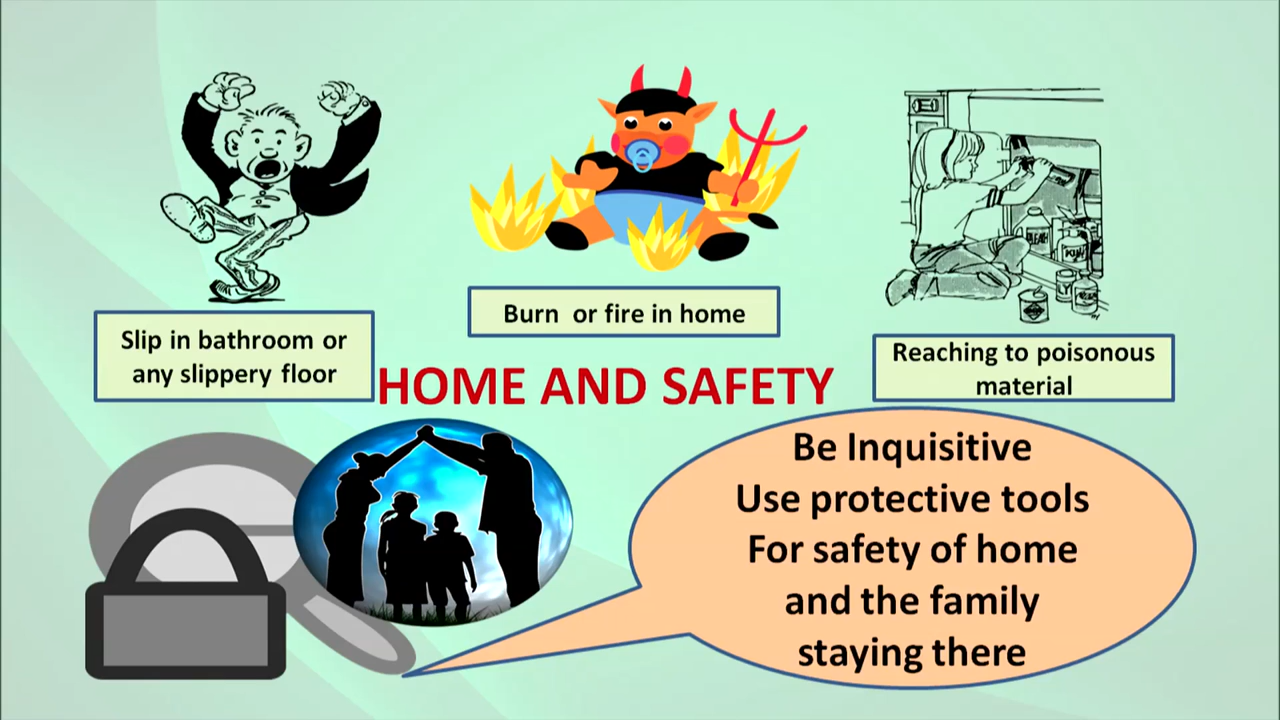 Slip in bathroom or
any slippery floor
Burn or fire in home
Reaching to poisonous
material
BLEACH
HOME AND SAFETY
Be Inquisitive
Use protective tools
For safety of home
and the family
staying there